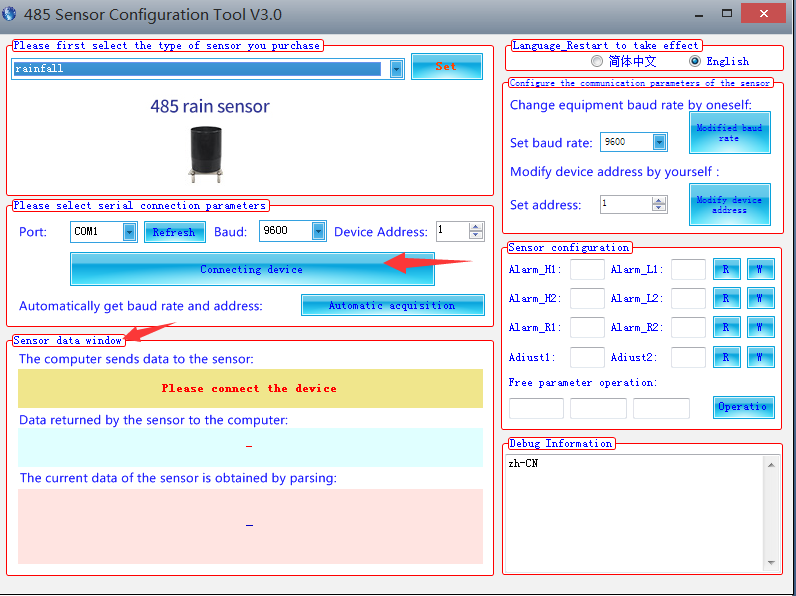 485 Sensor Configuration Tool V3.0
Please first select the type of sensor you purchase
rainfall
Set
485 rain sensor
Please select serial connection parameters
Port: COM1 Refresh Baud: 9600 Device Address: 1
Connecting device
Automatically get baud rate and address: Automatic acquisition
Sensor data window
The computer sends data to the sensor:
Please connect the device
Data returned by the sensor to the computer:
–
The current data of the sensor is obtained by parsing:
–
Language_Restart to take effect
简体中文 English
Configure the communication parameters of the sensor
Change equipment baud rate by oneself:
Set baud rate: 9600
Modified baud
rate
Modify device address by yourself :
Set address: 1
Modify device
address
Sensor configuration
Alarm_H1: Alarm_L1: R W
Alarm_H2: Alarm_L2: R W
Alarm_R1: Alarm_R2: R W
Adiust1: Adiust2: R W
Free parameter operation:
Operatio
Debug Information
zh-CN